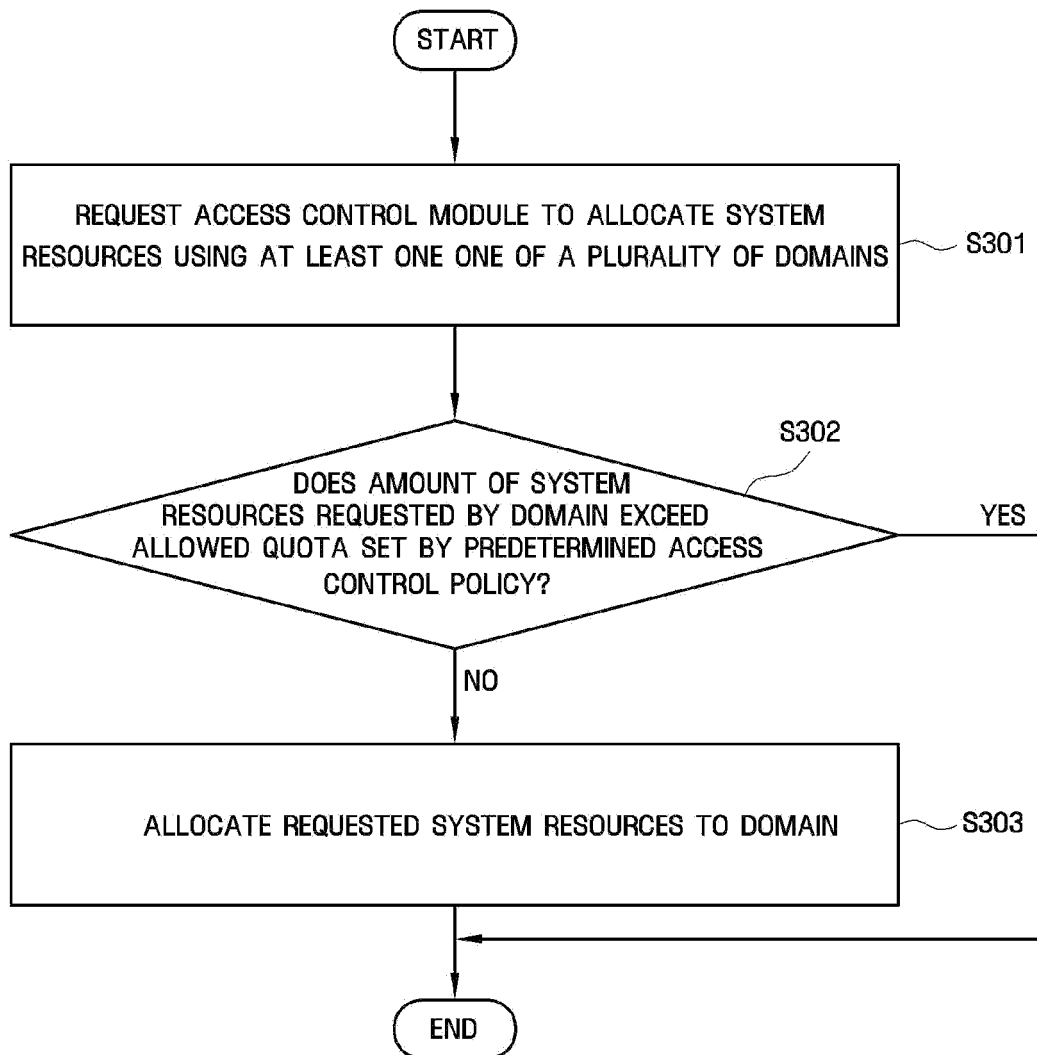 START
REQUEST ACCESS CONTROL MODULE TO ALLOCATE SYSTEM
RESOURCES USING AT LEAST ONE ONE OF A PLURALITY OF DOMAINS
S301
S302
DOES AMOUNT OF SYSTEM
RESOURCES REQUESTED BY DOMAIN EXCEED
ALLOWED QUOTA SET BY PREDETERMINED ACCESS
CONTROL POLICY?
YES
NO
ALLOCATE REQUESTED SYSTEM RESOURCES TO DOMAIN
S303
END